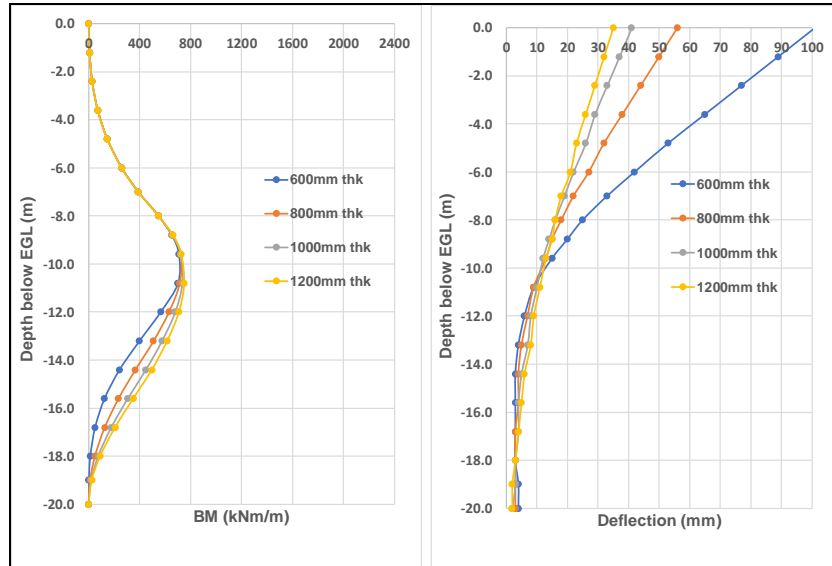 0 400 800 1200 1600 2000 2400
0.0
-2.0
-4.0
-6.0
-8.0
-10.0
-12.0
-14.0
-16.0
-18.0
-20.0
Depth below EGL (m)
600mm thk
800mm thk
1000mm thk
1200mm thk
BM (kNm/m)
0 10 20 30 40 50 60 70 80 90 100
0.0
-2.0
-4.0
-6.0
-8.0
-10.0
-12.0
-14.0
-16.0
-18.0
-20.0
Depth below EGL (m)
600mm thk
800mm thk
1000mm thk
1200mm thk
Deflection (mm)